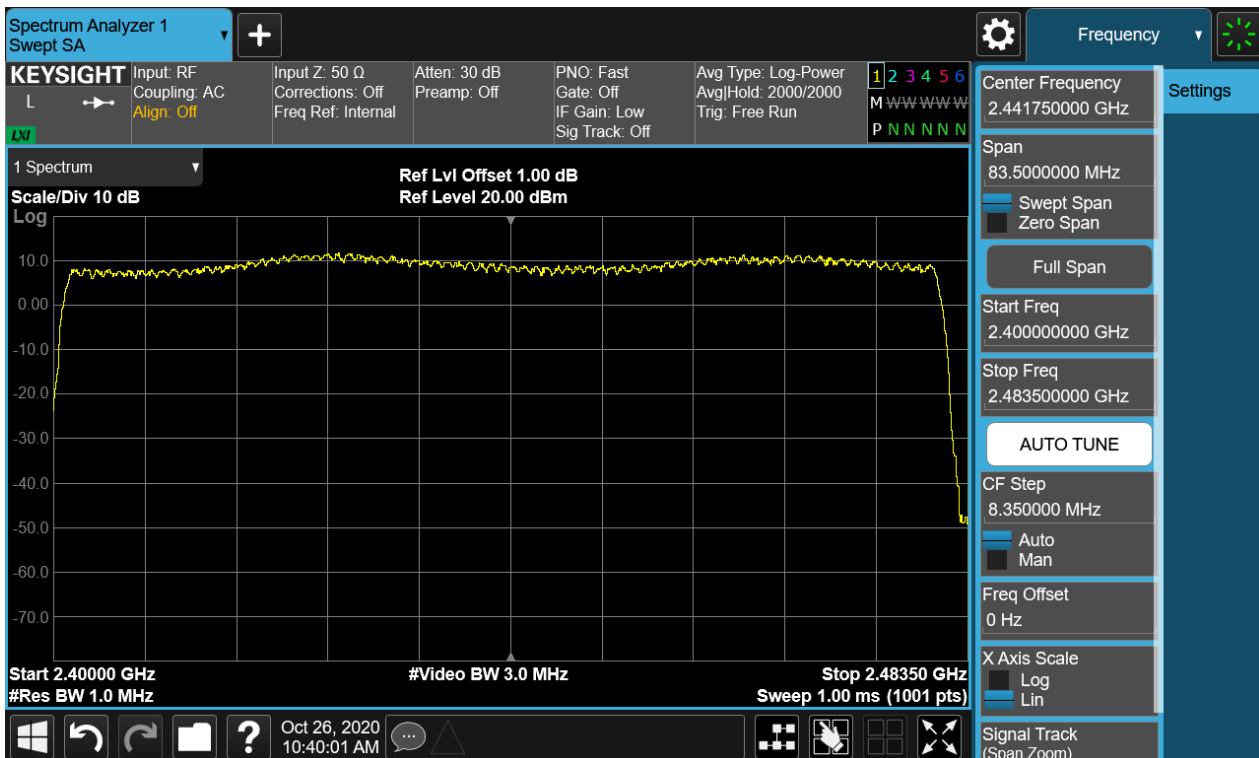 Spectrum Analyzer 1
Swept SA
Frequency
KEYSIGHT
L
LXI
Input: RF
Coupling: AC
Align: Off
Input Z: 50 Ω
Corrections: Off
Freq Ref: Internal
Atten: 30 dB
Preamp: Off
PNO: Fast
Gate: Off
IF Gain: Low
Sig Track: Off
Avg Type: Log-Power
Avg|Hold: 2000/2000
Trig: Free Run
1 2 3 4 5 6
M W W W W W
P N N N N N
1 Spectrum
Scale/Div 10 dB
Ref Lvl Offset 1.00 dB
Ref Level 20.00 dBm
Log
10.0
0.00
-10.0
-20.0
-30.0
-40.0
-50.0
-60.0
-70.0
Start 2.40000 GHz
#Video BW 3.0 MHz
Stop 2.48350 GHz
#Res BW 1.0 MHz
Sweep 1.00 ms (1001 pts)
Center Frequency
2.441750000 GHz
Span
83.5000000 MHz
Swept Span
Zero Span
Full Span
Start Freq
2.400000000 GHz
Stop Freq
2.483500000 GHz
AUTO TUNE
CF Step
8.350000 MHz
Auto
Man
Freq Offset
0 Hz
X Axis Scale
Log
Lin
Signal Track
(Span Zoom)
Settings
?
Oct 26, 2020
10:40:01 AM